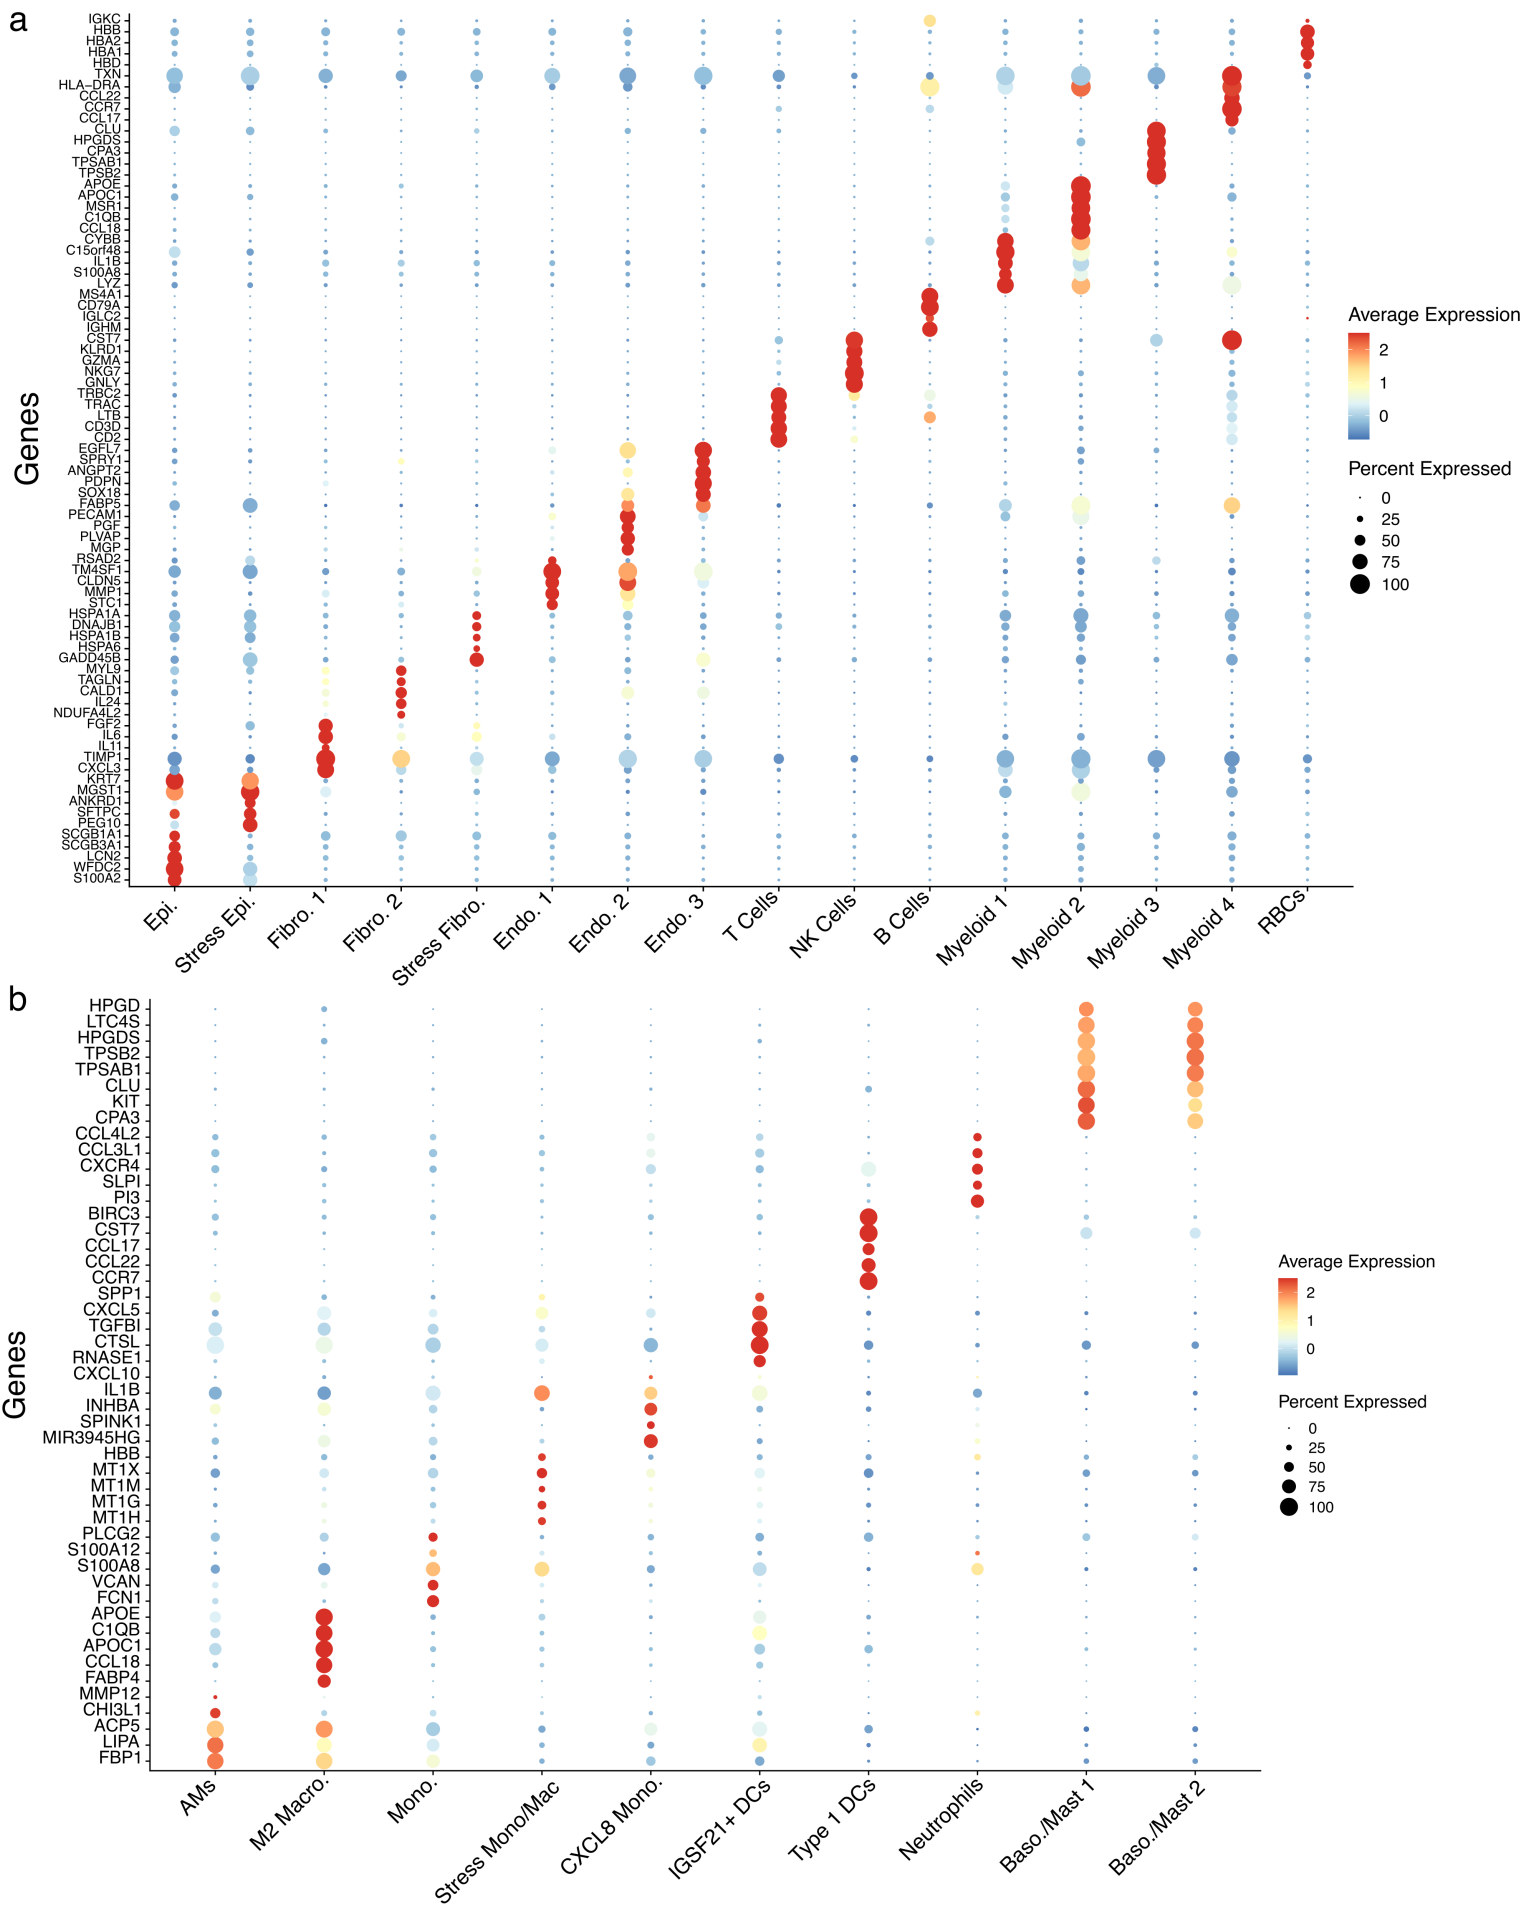 a
IGKC
HBB
HBA2
HBA1
HBD
TXN
HLA−DRA
CCL22
CCR7
CCL17
CLU
HPGDS
CPA3
TPSAB1
TPSB2
APOE
APOC1
MSR1
C1QB
CCL18
CYBB
C15orf48
IL1B
S100A8
LYZ
MS4A1
CD79A
IGLC2
IGHM
CST7
KLRD1
GZMA
NKG7
GNLY
TRBC2
TRAC
LTB
CD3D
CD2
EGFL7
SPRY1
ANGPT2
PDPN
SOX18
FABP5
PECAM1
PGF
PLVAP
MGP
RSAD2
TM4SF1
CLDN5
MMP1
STC1
HSPA1A
DNAJB1
HSPA1B
HSPA6
GADD45B
MYL9
TAGLN
CALD1
IL24
NDUFA4L2
FGF2
IL6
IL11
TIMP1
CXCL3
KRT7
MGST1
ANKRD1
SFTPC
PEG10
SCGB1A1
SCGB3A1
LCN2
WFDC2
S100A2
Genes
Epi.
Stress Epi.
Fibro. 1
Fibro. 2
Stress Fibro.
Endo. 1
Endo. 2
Endo. 3
T Cells
NK Cells
B Cells
Myeloid 1
Myeloid 2
Myeloid 3
Myeloid 4
RBCs
Average Expression
2
1
0
Percent Expressed
0
25
50
75
100
b
HPGD
LTC4S
HPGDS
TPSB2
TPSAB1
CLU
KIT
CPA3
CCL4L2
CCL3L1
CXCR4
SLPI
PI3
BIRC3
CST7
CCL17
CCL22
CCR7
SPP1
CXCL5
TGFBI
CTSL
RNASE1
CXCL10
IL1B
INHBA
SPINK1
MIR3945HG
HBB
MT1X
MT1M
MT1G
MT1H
PLCG2
S100A12
S100A8
VCAN
FCN1
APOE
C1QB
APOC1
CCL18
FABP4
MMP12
CHI3L1
ACP5
LIPA
FBP1
Genes
AMs
M2 Macro.
Mono.
Stress Mono/Mac
CXCL8 Mono.
IGSF21+ DCs
Type 1 DCs
Neutrophils
Baso./Mast 1
Baso./Mast 2
Average Expression
2
1
0
Percent Expressed
0
25
50
75
100